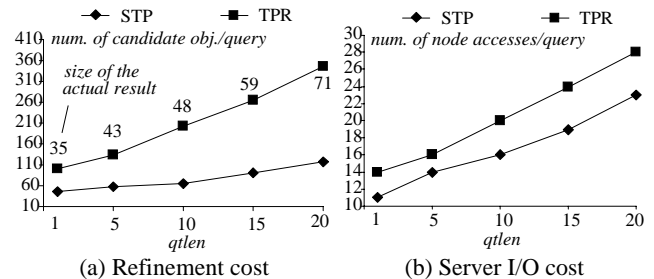 STP TPR
num. of candidate obj./query
410
360
310
260
210
160
110
60
10
size of the
actual result
35 43 48 59 71
1 5 10 15 20
qtlen
(a) Refinement cost
STP TPR
num. of node accesses/query
28
26
24
22
20
18
16
14
12
10
1 5 10 15 20
qtlen
(b) Server I/O cost